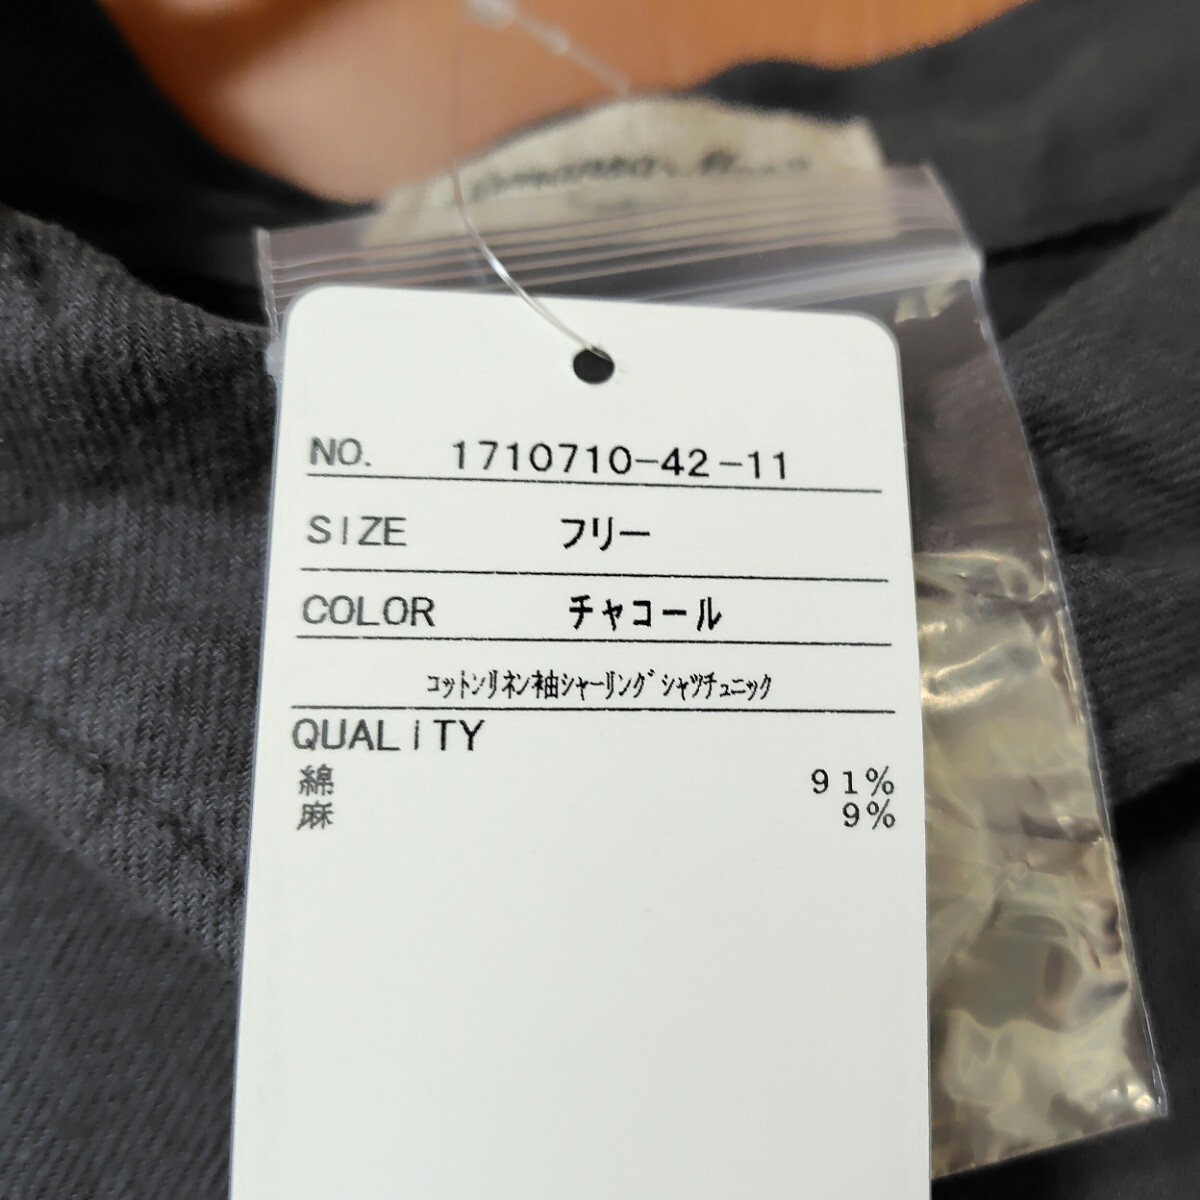 NO. 1710710-42-11
SIZE フリー
COLOR チャコール
コットンリネン袖シャーリングシャツチュニック
QUALITY
綿 91%
麻 9%